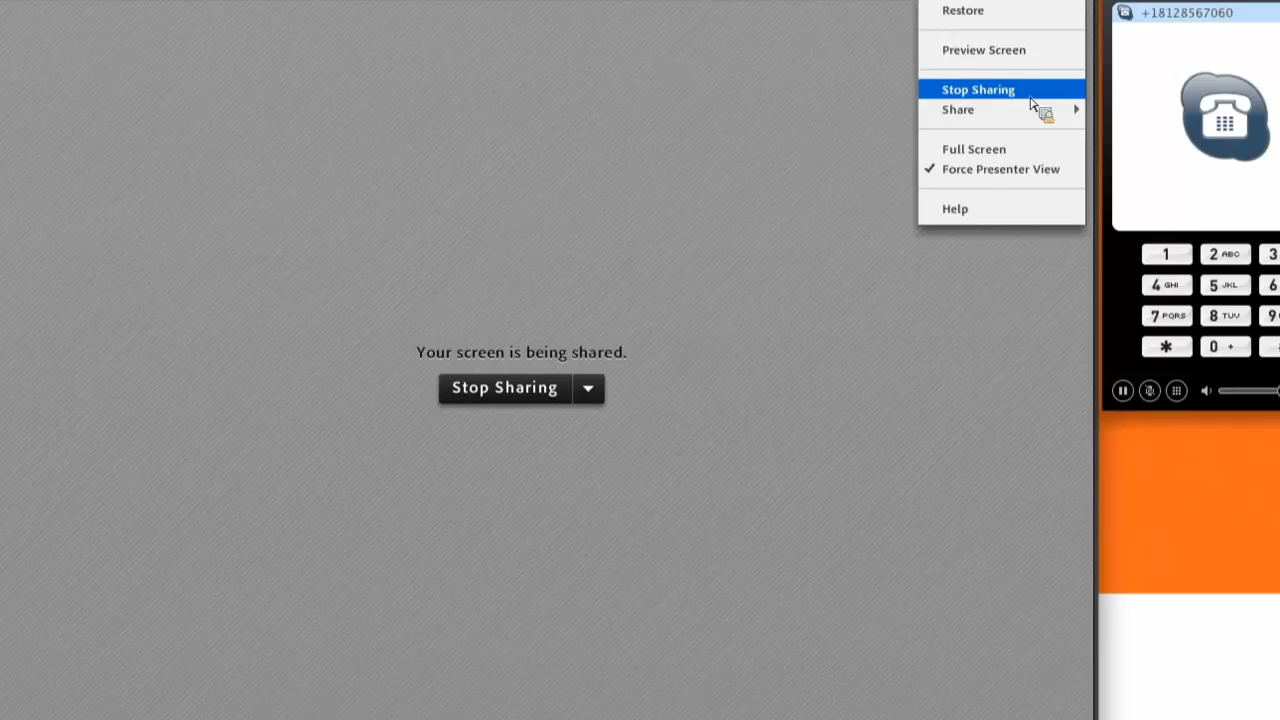 Restore
Preview Screen
Stop Sharing
Share
Full Screen
Force Presenter View
Help
Your screen is being shared.
Stop Sharing
+18128567060
1 2 ABC 3
4 GHI 5 JKL 6
7 PQRS 8 TUV 9
* 0 +